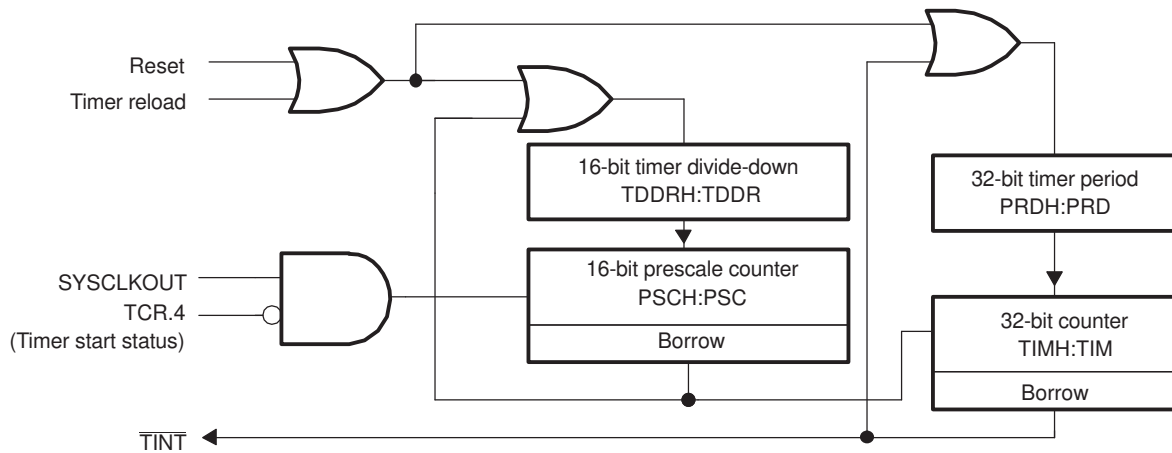 Reset
Timer reload
16-bit timer divide-down
TDDRH:TDDR
32-bit timer period
PRDH:PRD
SYSCLKOUT
TCR.4
(Timer start status)
16-bit prescale counter
PSCH:PSC
Borrow
32-bit counter
TIMH:TIM
Borrow
TINT